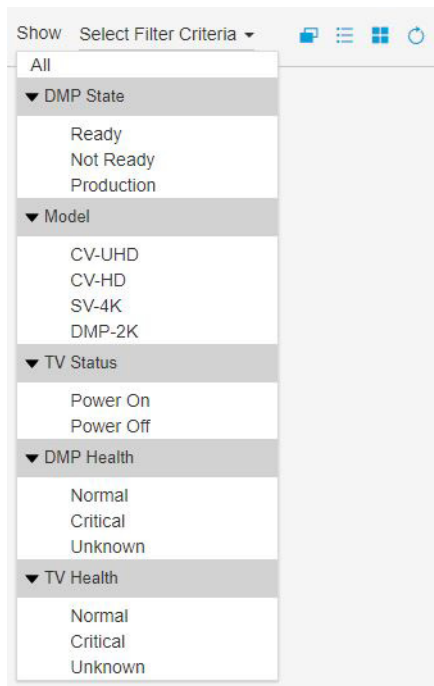 Show Select Filter Criteria
All
DMP State
Ready
Not Ready
Production
Model
CV-UHD
CV-HD
SV-4K
DMP-2K
TV Status
Power On
Power Off
DMP Health
Normal
Critical
Unknown
TV Health
Normal
Critical
Unknown